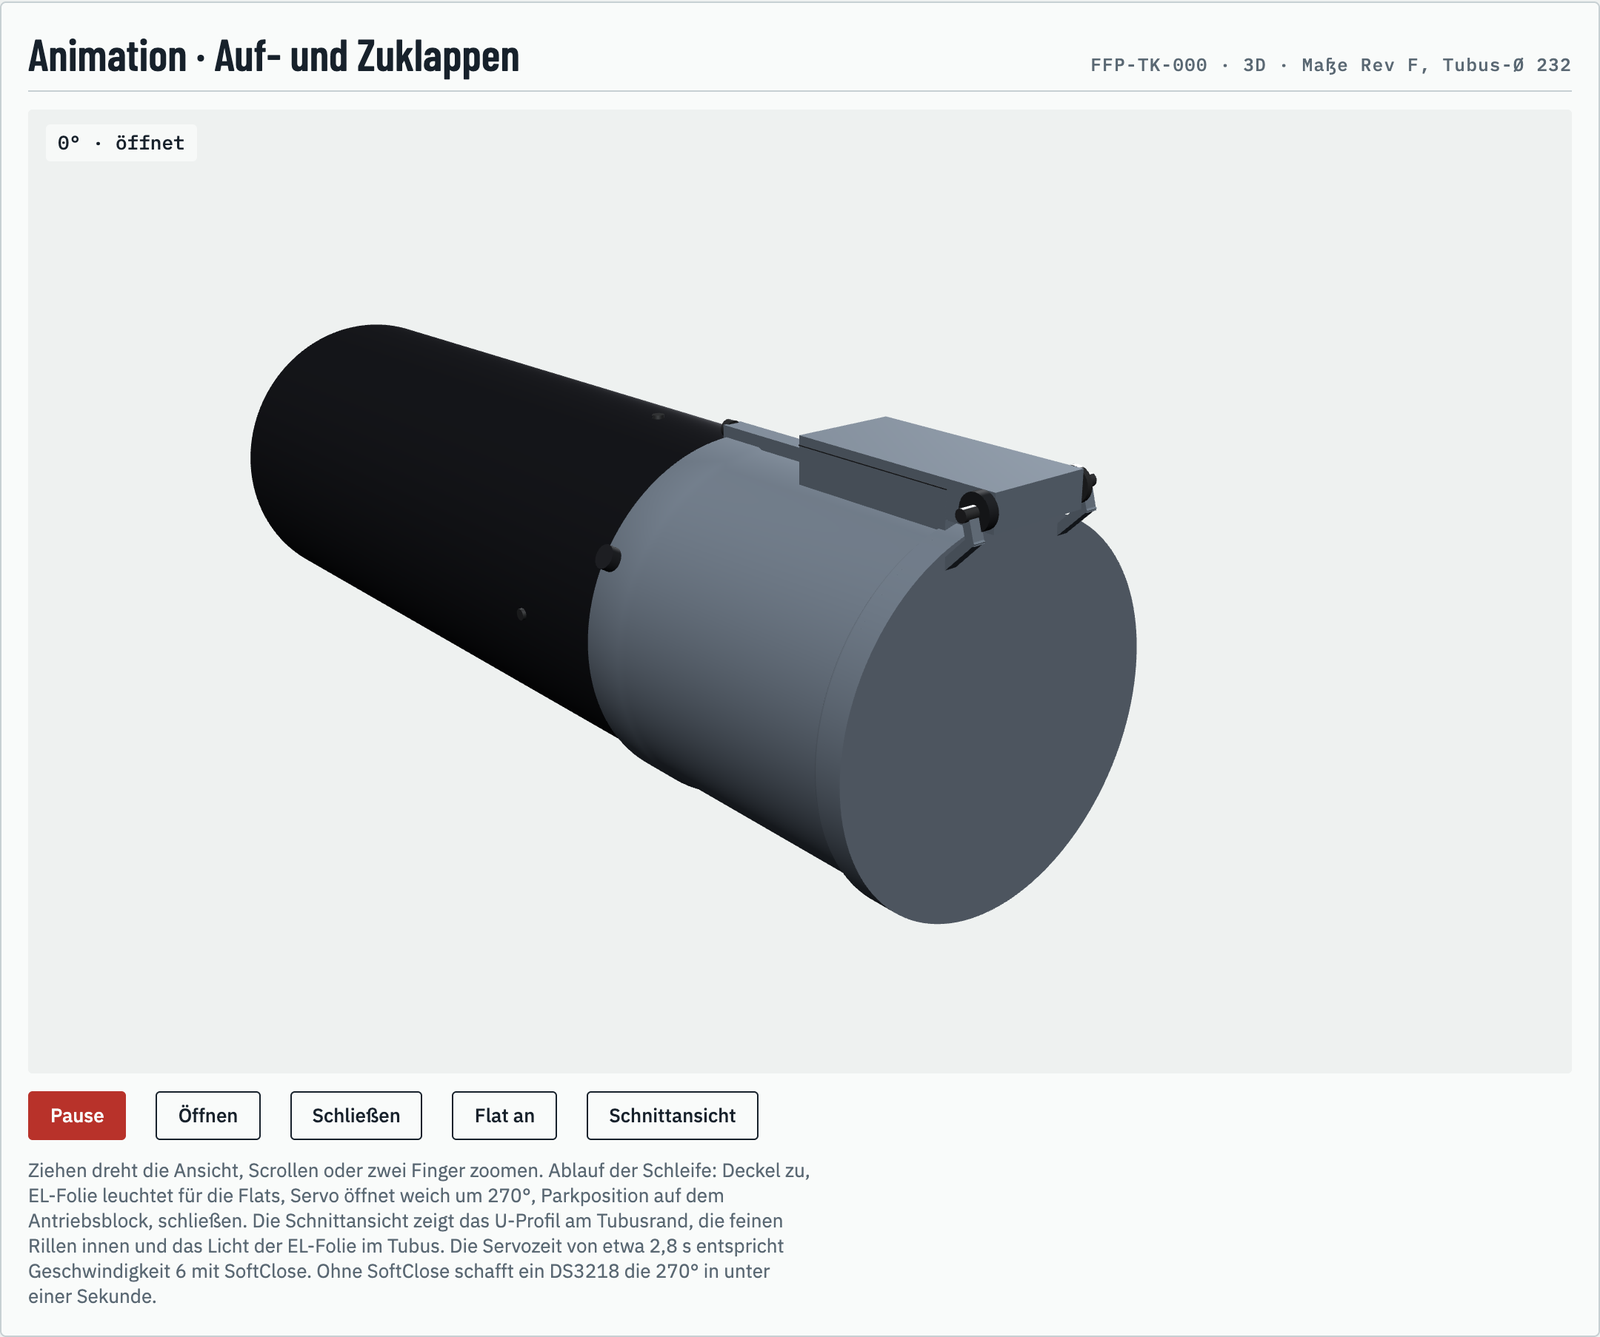 Animation · Auf- und Zuklappen
FFP-TK-000 · 3D · Maße Rev F, Tubus-Ø 232
0° · öffnet
Pause
Öffnen
Schließen
Flat an
Schnittansicht
Ziehen dreht die Ansicht, Scrollen oder zwei Finger zoomen. Ablauf der Schleife: Deckel zu,
EL-Folie leuchtet für die Flats, Servo öffnet weich um 270°, Parkposition auf dem
Antriebsblock, schließen. Die Schnittansicht zeigt das U-Profil am Tubusrand, die feinen
Rillen innen und das Licht der EL-Folie im Tubus. Die Servozeit von etwa 2,8 s entspricht
Geschwindigkeit 6 mit SoftClose. Ohne SoftClose schafft ein DS3218 die 270° in unter
einer Sekunde.